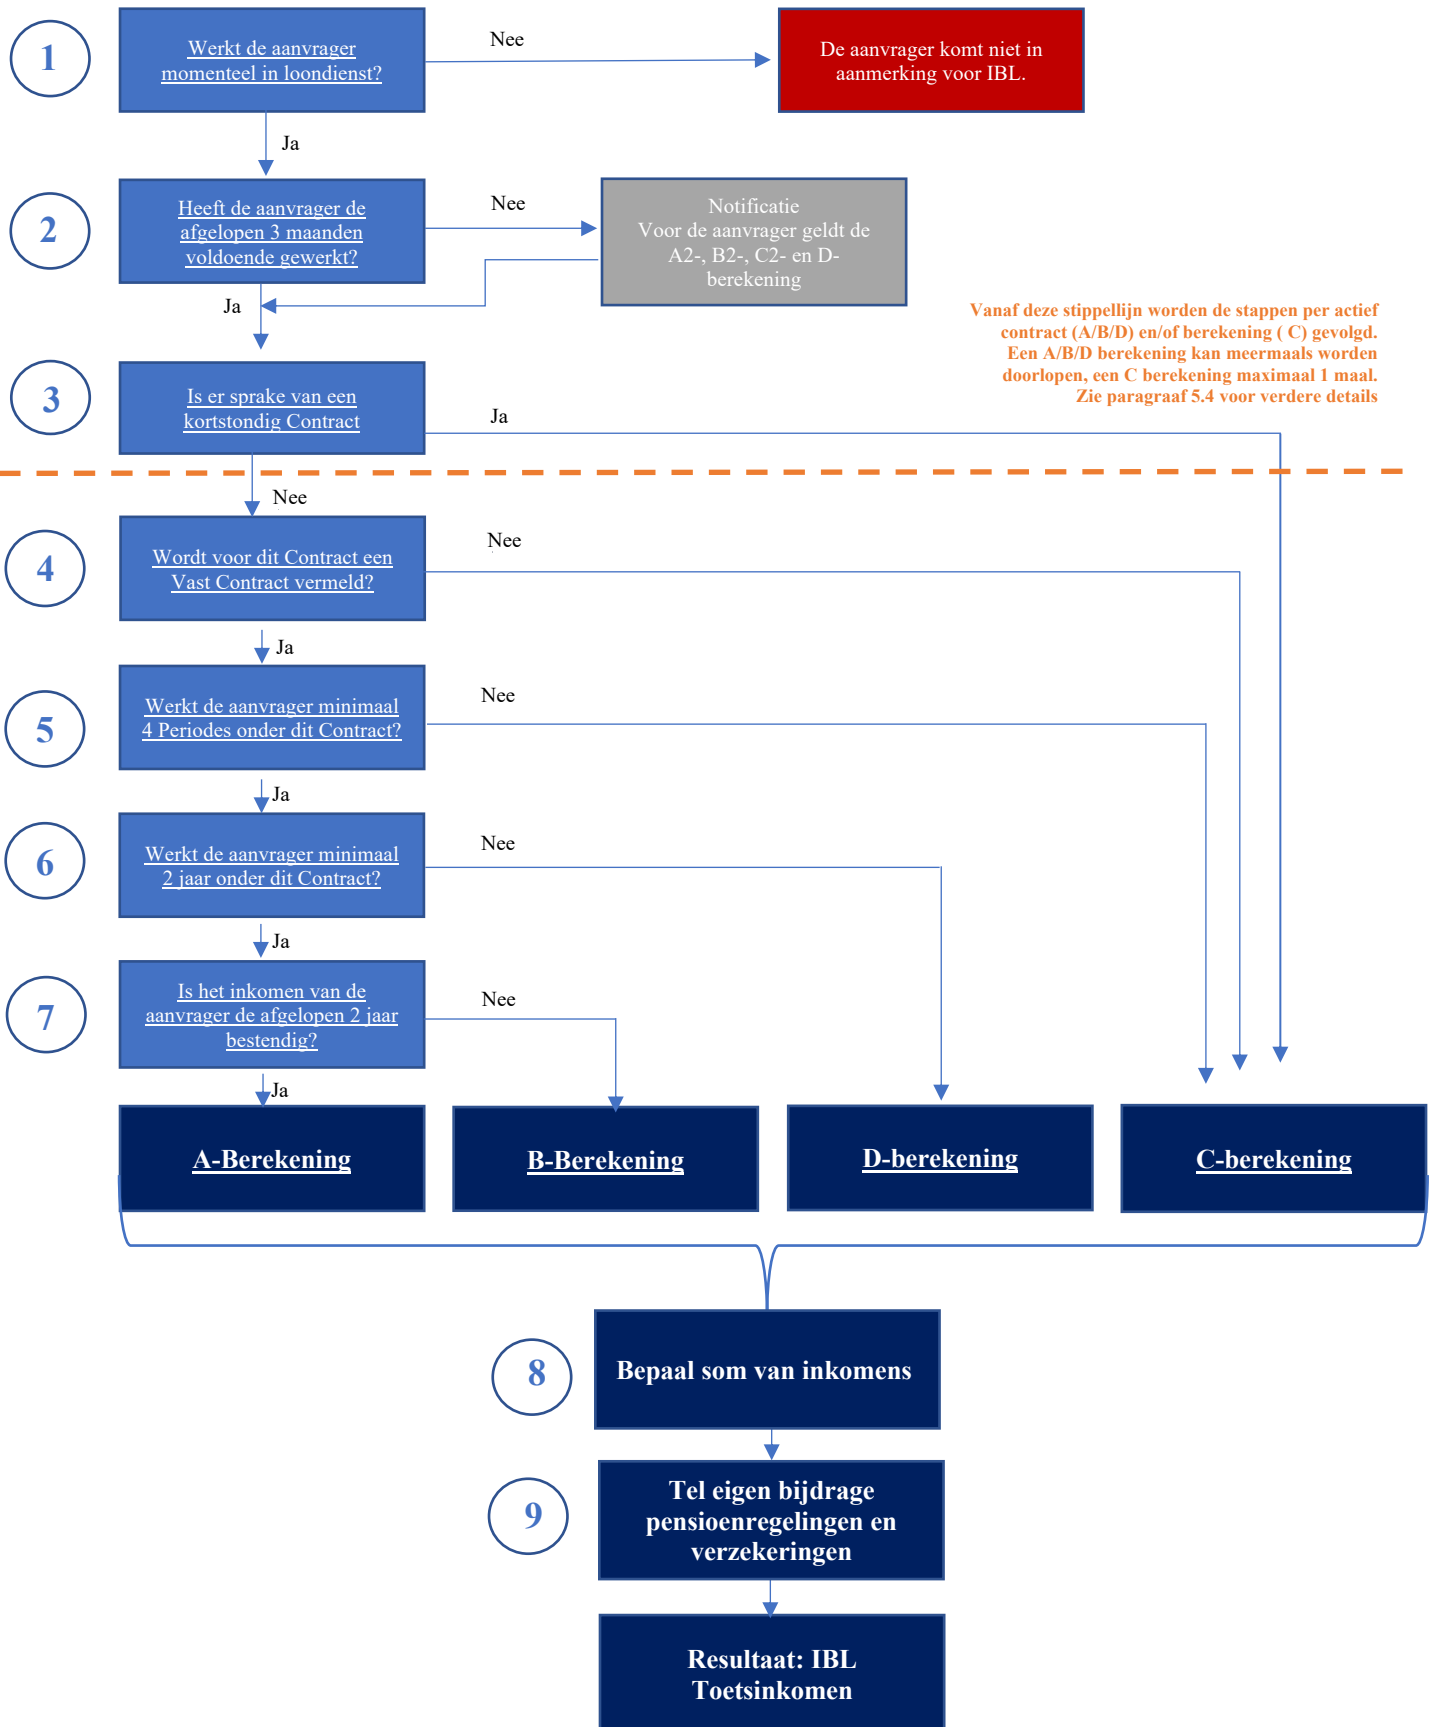 1
Werkt de aanvrager
momenteel in loondienst?
Nee
De aanvrager komt niet in
aanmerking voor IBL.
Ja
2
Heeft de aanvrager de
afgelopen 3 maanden
voldoende gewerkt?
Nee
Notificatie
Voor de aanvrager geldt de
A2-, B2-, C2- en D-
berekening
Ja
Vanaf deze stippellijn worden de stappen per actief
contract (A/B/D) en/of berekening ( C) gevolgd.
Een A/B/D berekening kan meermaals worden
doorlopen, een C berekening maximaal 1 maal.
Zie paragraaf 5.4 voor verdere details
3
Is er sprake van een
kortstondig Contract
Ja
Nee
4
Wordt voor dit Contract een
Vast Contract vermeld?
Nee
Ja
5
Werkt de aanvrager minimaal
4 Periodes onder dit Contract?
Nee
Ja
6
Werkt de aanvrager minimaal
2 jaar onder dit Contract?
Nee
Ja
7
Is het inkomen van de
aanvrager de afgelopen 2 jaar
bestendig?
Nee
Ja
A-Berekening
B-Berekening
D-berekening
C-berekening
8
Bepaal som van inkomens
9
Tel eigen bijdrage
pensioenregelingen en
verzekeringen
Resultaat: IBL
Toetsinkomen